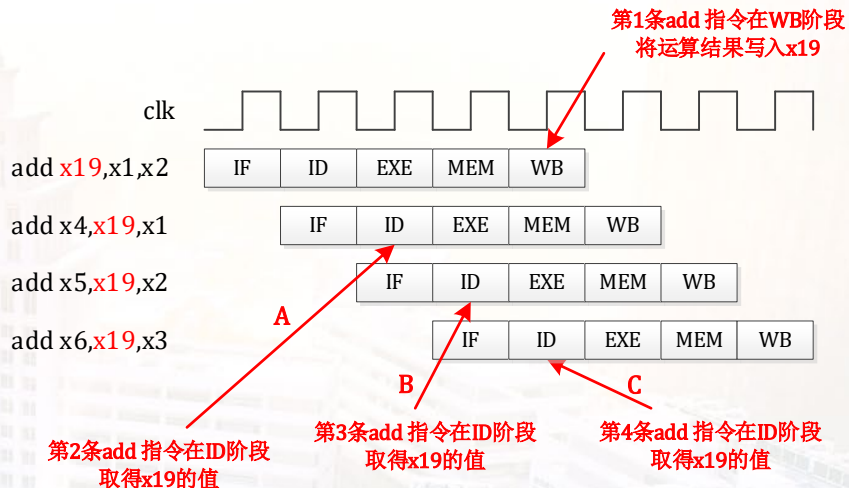 第1条add 指令在WB阶段
将运算结果写入x19
clk
add x19,x1,x2
IF ID EXE MEM WB
add x4,x19,x1
IF ID EXE MEM WB
add x5,x19,x2
IF ID EXE MEM WB
add x6,x19,x3
IF ID EXE MEM WB
A
B
C
第2条add 指令在ID阶段
取得x19的值
第3条add 指令在ID阶段
取得x19的值
第4条add 指令在ID阶段
取得x19的值